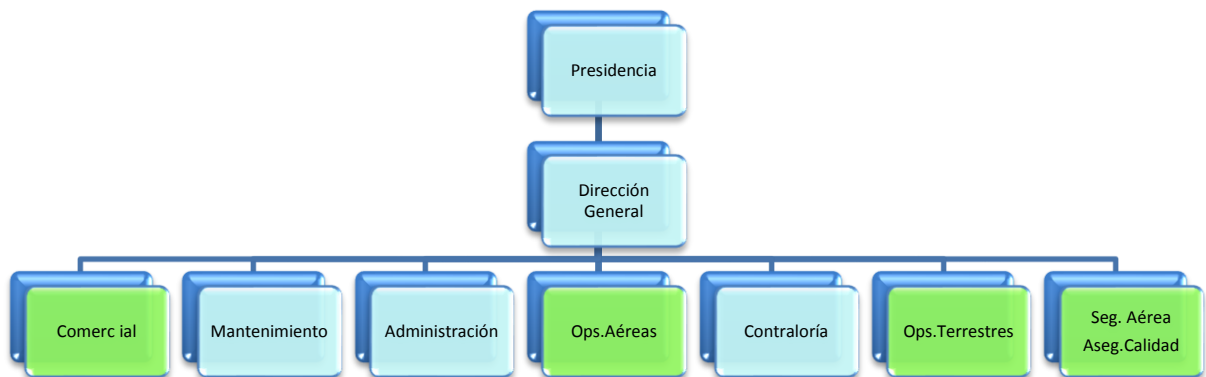 Presidencia
Dirección
General
Comerc ial
Mantenimiento
Administración
Ops.Aéreas
Contraloría
Ops.Terrestres
Seg. Aérea
Aseg.Calidad